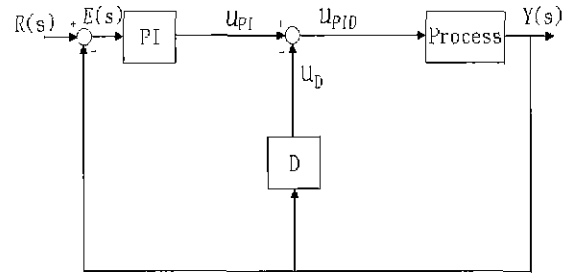 R(s) + E(s) PI U_PI + U_PID Process Y(s)
- -
U_D
D